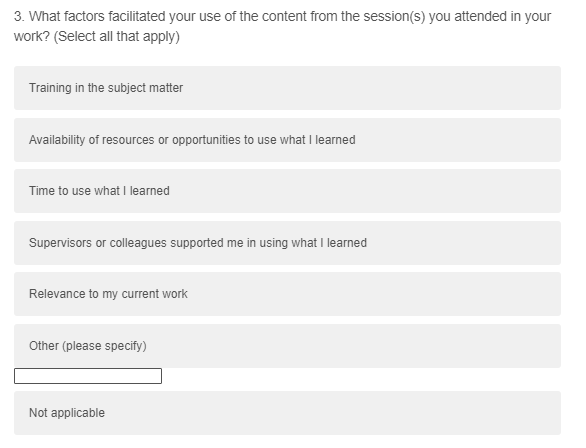 3. What factors facilitated your use of the content from the session(s) you attended in your
work? (Select all that apply)
Training in the subject matter
Availability of resources or opportunities to use what I learned
Time to use what I learned
Supervisors or colleagues supported me in using what I learned
Relevance to my current work
Other (please specify)
Not applicable